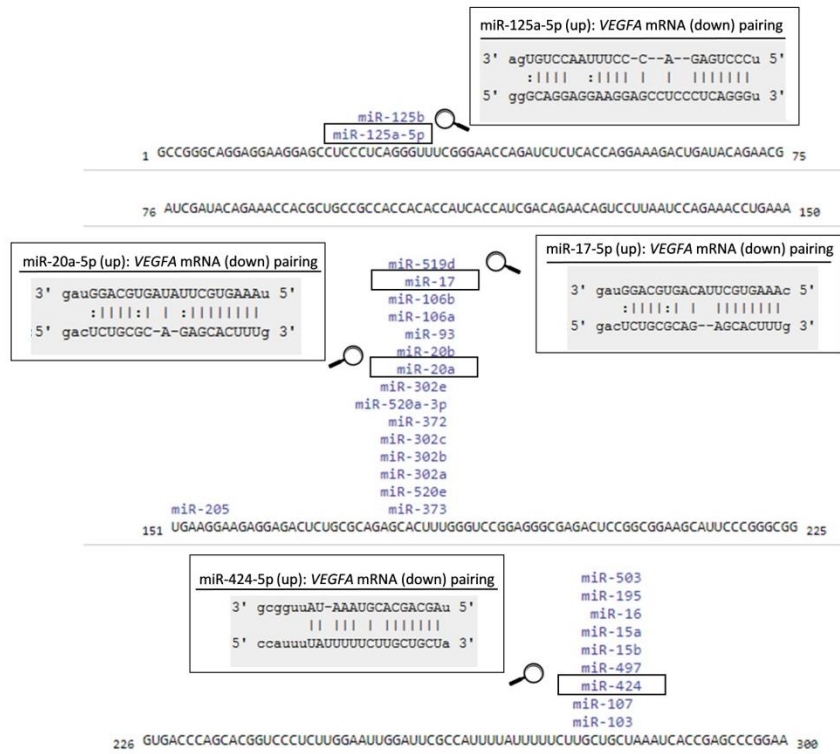 miR-125a-5p (up): VEGFA mRNA (down) pairing
3' agUGUCCAAUUUCC-C--A--GAGUCCCu 5'
:|||| :|||| | | |||||||
5' ggGCAGGAGGAAGGAGCCUCCCUCAGGGu 3'
miR-125b
miR-125a-5p
1 GCCGGGCAGGAGGAAGGAGCCUCCCUCAGGGUUUCGGGAACCAGAUCUCUCACCAGGAAAGACUGAUACAGAACG 75
76 AUCGAUACAGAAACCACGCUGCCGCCACCACACCAUCACCAUCGACAGAACAGUCCUUAAUCCAGAAACCUGAAA 150
miR-20a-5p (up): VEGFA mRNA (down) pairing
3' gauGGACGUGAUAUUCGUGAAAu 5'
:||||:| | :||||||||
:5' gacUCUGCGC-A-GAGCACUUUg 3'
miR-519d
miR-17
miR-106b
miR-106a
miR-93
miR-20b
miR-20a
miR-302e
miR-520a-3p
miR-372
miR-302c
miR-302b
miR-302a
miR-520e
miR-373
miR-17-5p (up): VEGFA mRNA (down) pairing
3' gauGGACGUGACAUUCGUGAAAc 5'
:||||:| | ||||||||
5' gacUCUGCGCAG--AGCACUUUg 3'
miR-205
151 UGAAGGAAGAGGAGACUCUGCGCAGAGCACUUUGGGUCCGGAGGGCGAGACUCCGGCGGAAGCAUUCCCGGGCGG 225
miR-424-5p (up): VEGFA mRNA (down) pairing
3' gcgguuAU-AAAUGCACGACGAu 5'
|| ||| | |||||||
5' ccauuuUAUUUUUCUUGCUGCUa 3'
miR-503
miR-195
miR-16
miR-15a
miR-15b
miR-497
miR-424
miR-107
miR-103
226 GUGACCCAGCACGGUCCCUCUUGGAAUUGGAUUCGCCAUUUUAUUUUUCUUGCUGCUAAAUCACCGAGCCCGGAA 300